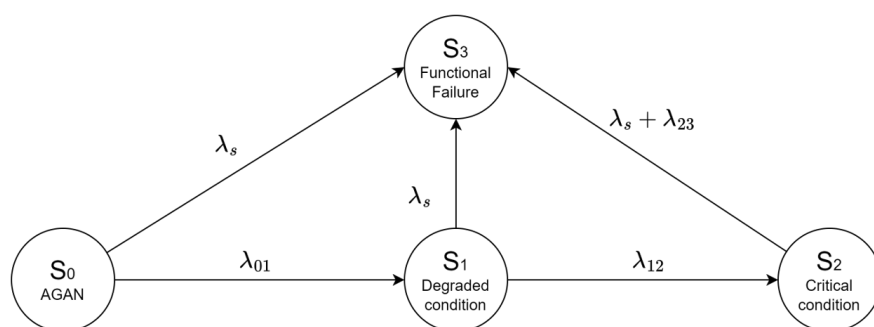 S₃
Functional
Failure
λₛ
λₛ + λ₂₃
λₛ
S₀
AGAN
λ₀₁
S₁
Degraded
condition
λ₁₂
S₂
Critical
condition